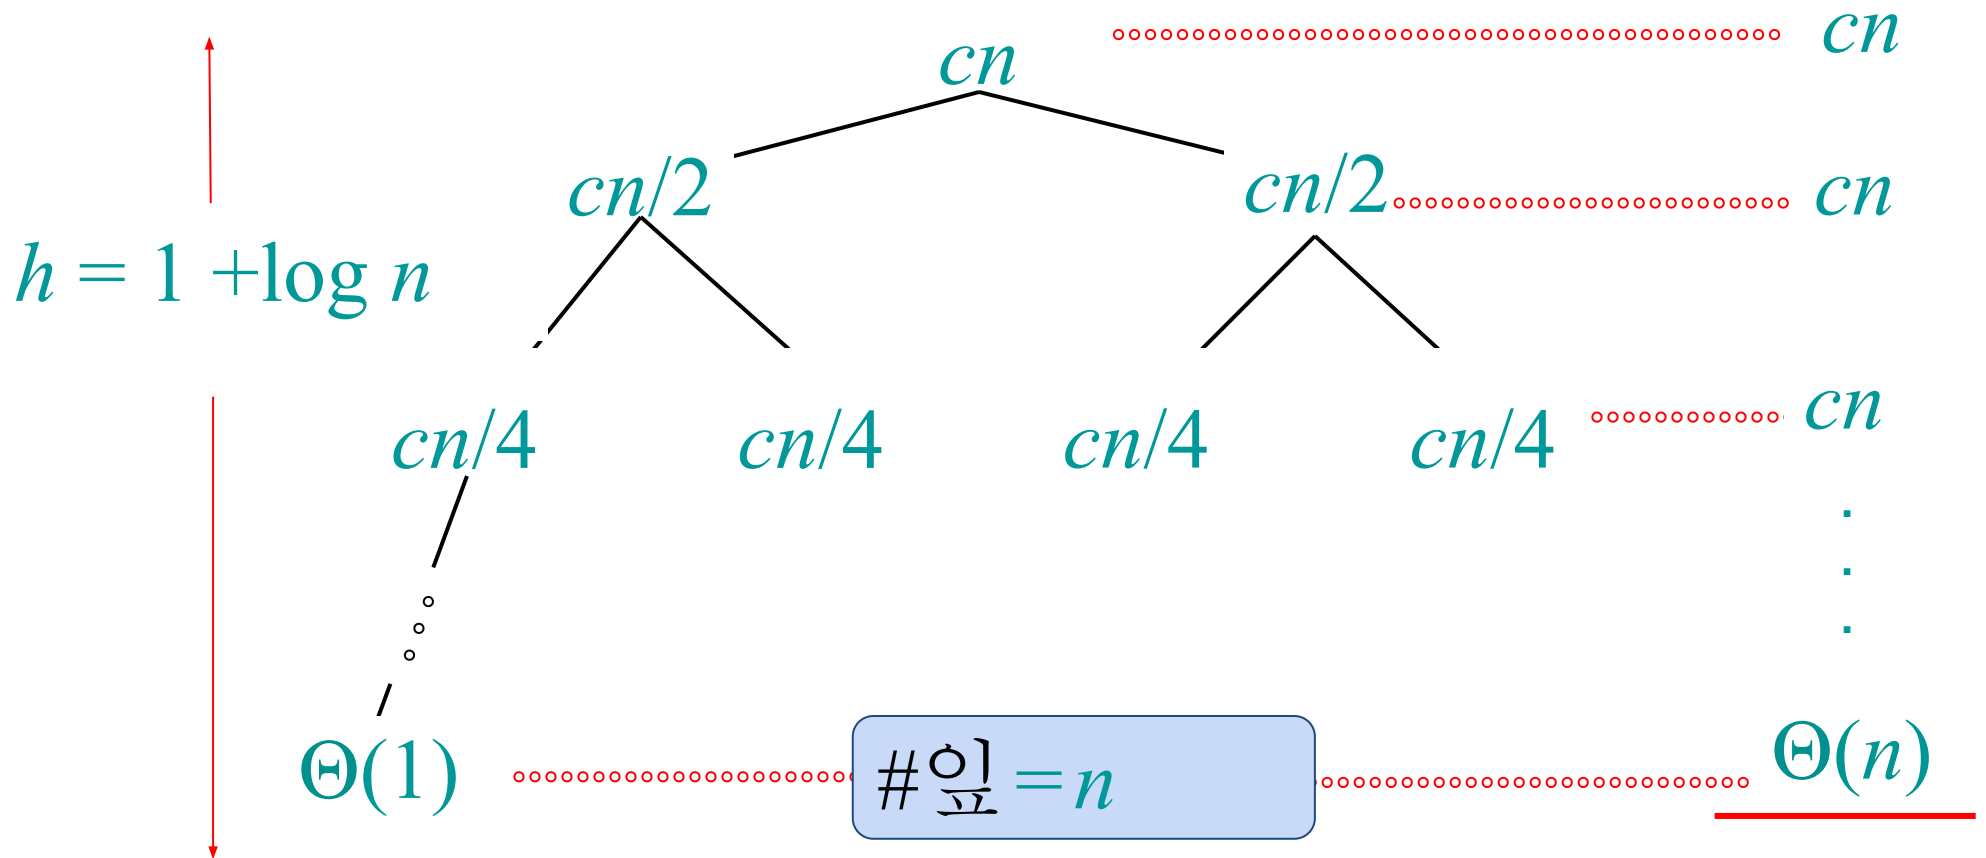 cn cn
cn/2 cn/2 cn
h = 1 +log n
cn/4 cn/4 cn/4 cn/4 cn
.
.
.
Θ(1) #잎 = n Θ(n)